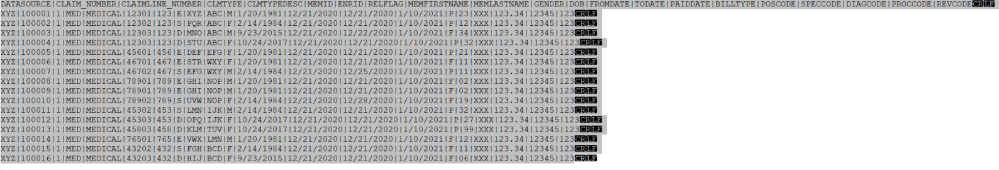 DATASOURCE|CLAIM_NUMBER|CLAIMLINE_NUMBER|CLMTYPE|CLMTYPEDESC|MEMID|ENRID|RELFLAG|MEMFIRSTNAME|MEMLASTNAME|GENDER|DOB|FROMDATE|TODATE|PAIDDATE|BILLTYPE|POSCODE|SPECCODE|DIAGCODE|PROCCODE|REVCODECRLF
XYZ|100001|1|MED|MEDICAL|12301|123|E|XYZ|ABC|M|1/20/1981|12/21/2020|12/21/2020|1/10/2021|P|23|XXX|123.34|12345|123CRLF
XYZ|100002|1|MED|MEDICAL|12302|123|S|PQR|ABC|F|2/14/1984|12/21/2020|12/21/2020|1/10/2021|P|12|XXX|123.34|12345|123CRLF
XYZ|100003|1|MED|MEDICAL|12303|123|D|MNO|ABC|M|9/23/2015|12/21/2020|12/22/2020|1/10/2021|F|34|XXX|123.34|12345|123CRLF
XYZ|100004|1|MED|MEDICAL|12303|123|D|STU|ABC|F|10/24/2017|12/21/2020|12/21/2020|1/10/2021|P|32|XXX|123.34|12345|123CRLF
XYZ|100005|1|MED|MEDICAL|45601|456|E|DEF|EFG|F|1/20/1981|12/21/2020|12/21/2020|1/10/2021|P|21|XXX|123.34|12345|123CRLF
XYZ|100006|1|MED|MEDICAL|46701|467|E|STR|WXY|F|1/20/1981|12/21/2020|12/21/2020|1/10/2021|F|11|XXX|123.34|12345|123CRLF
XYZ|100007|1|MED|MEDICAL|46702|467|S|EFG|WXY|M|2/14/1984|12/21/2020|12/25/2020|1/10/2021|P|11|XXX|123.34|12345|123CRLF
XYZ|100008|1|MED|MEDICAL|78901|789|E|GHI|NOP|M|1/20/1981|12/21/2020|12/21/2020|1/10/2021|F|02|XXX|123.34|12345|123CRLF
XYZ|100009|1|MED|MEDICAL|78901|789|E|GHI|NOP|M|1/20/1981|12/21/2020|12/21/2020|1/10/2021|F|02|XXX|123.34|12345|123CRLF
XYZ|100010|1|MED|MEDICAL|78902|789|S|UVW|NOP|F|2/14/1984|12/21/2020|12/28/2020|1/10/2021|F|19|XXX|123.34|12345|123CRLF
XYZ|100011|1|MED|MEDICAL|45302|453|S|LMN|IJK|M|2/14/1984|12/21/2020|12/21/2020|1/10/2021|P|32|XXX|123.34|12345|123CRLF
XYZ|100012|1|MED|MEDICAL|45303|453|D|OPQ|IJK|F|10/24/2017|12/21/2020|12/21/2020|1/10/2021|P|27|XXX|123.34|12345|123CRLF
XYZ|100013|1|MED|MEDICAL|45803|458|D|KLM|TUV|F|10/24/2017|12/21/2020|12/21/2020|1/10/2021|P|99|XXX|123.34|12345|123CRLF
XYZ|100014|1|MED|MEDICAL|76501|765|E|VWX|LMN|M|1/20/1981|12/21/2020|12/21/2020|1/10/2021|F|12|XXX|123.34|12345|123CRLF
XYZ|100015|1|MED|MEDICAL|43202|432|S|FGH|BCD|F|2/14/1984|12/21/2020|12/21/2020|1/10/2021|F|11|XXX|123.34|12345|123CRLF
XYZ|100016|1|MED|MEDICAL|43203|432|D|HIJ|BCD|F|9/23/2015|12/21/2020|12/21/2020|1/10/2021|F|06|XXX|123.34|12345|123CRLF